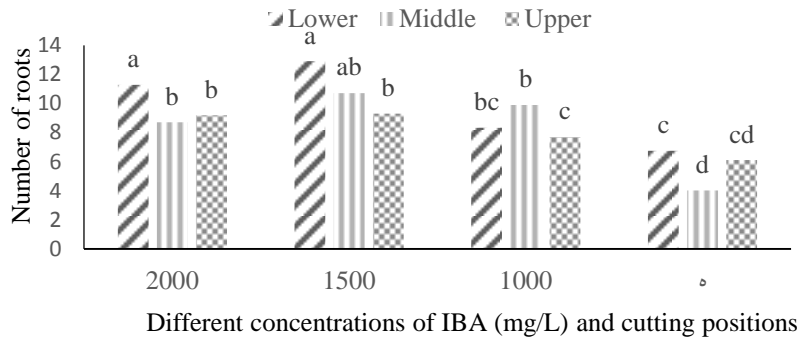 Lower Middle Upper
14
12
10
8
6
4
2
0
Number of roots
a b b
a ab b
bc b c
c d cd
2000 1500 1000 ه
Different concentrations of IBA (mg/L) and cutting positions